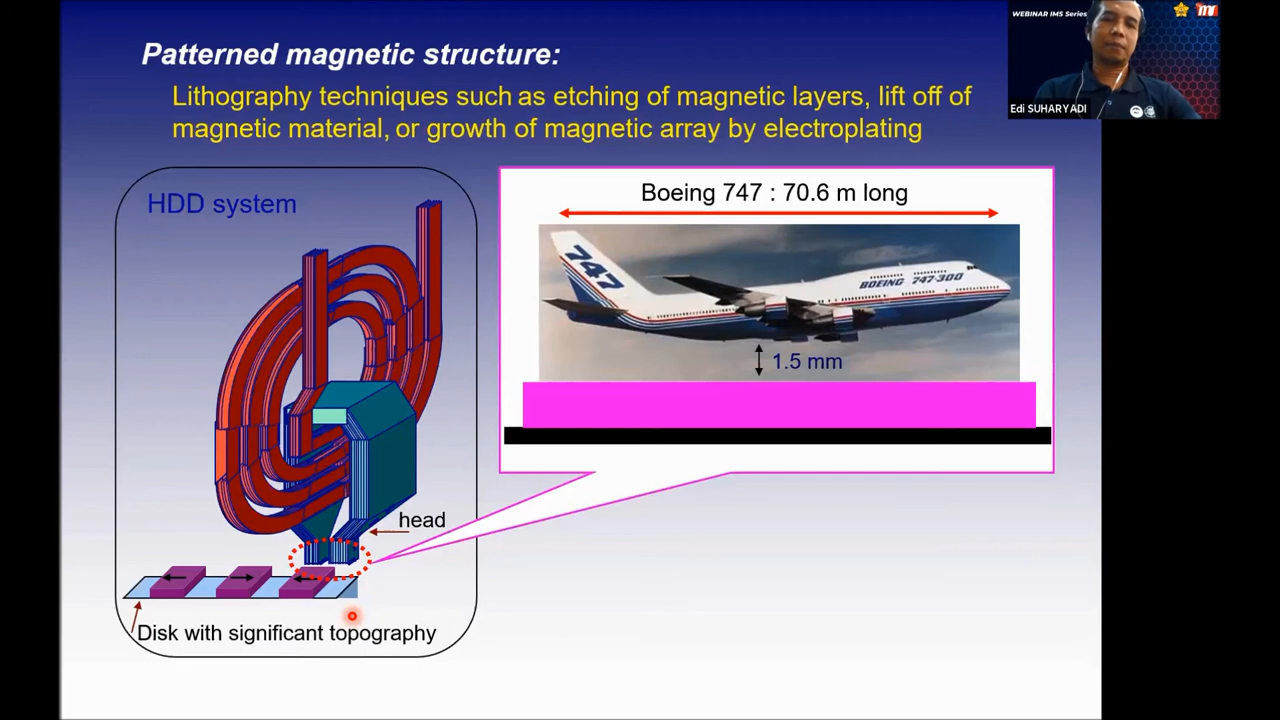 WEBINAR IMS Series
Edi SUHARYADI
Patterned magnetic structure:
Lithography techniques such as etching of magnetic layers, lift off of
magnetic material, or growth of magnetic array by electroplating
HDD system
head
Disk with significant topography
Boeing 747 : 70.6 m long
747
BOEING 747-300
1.5 mm